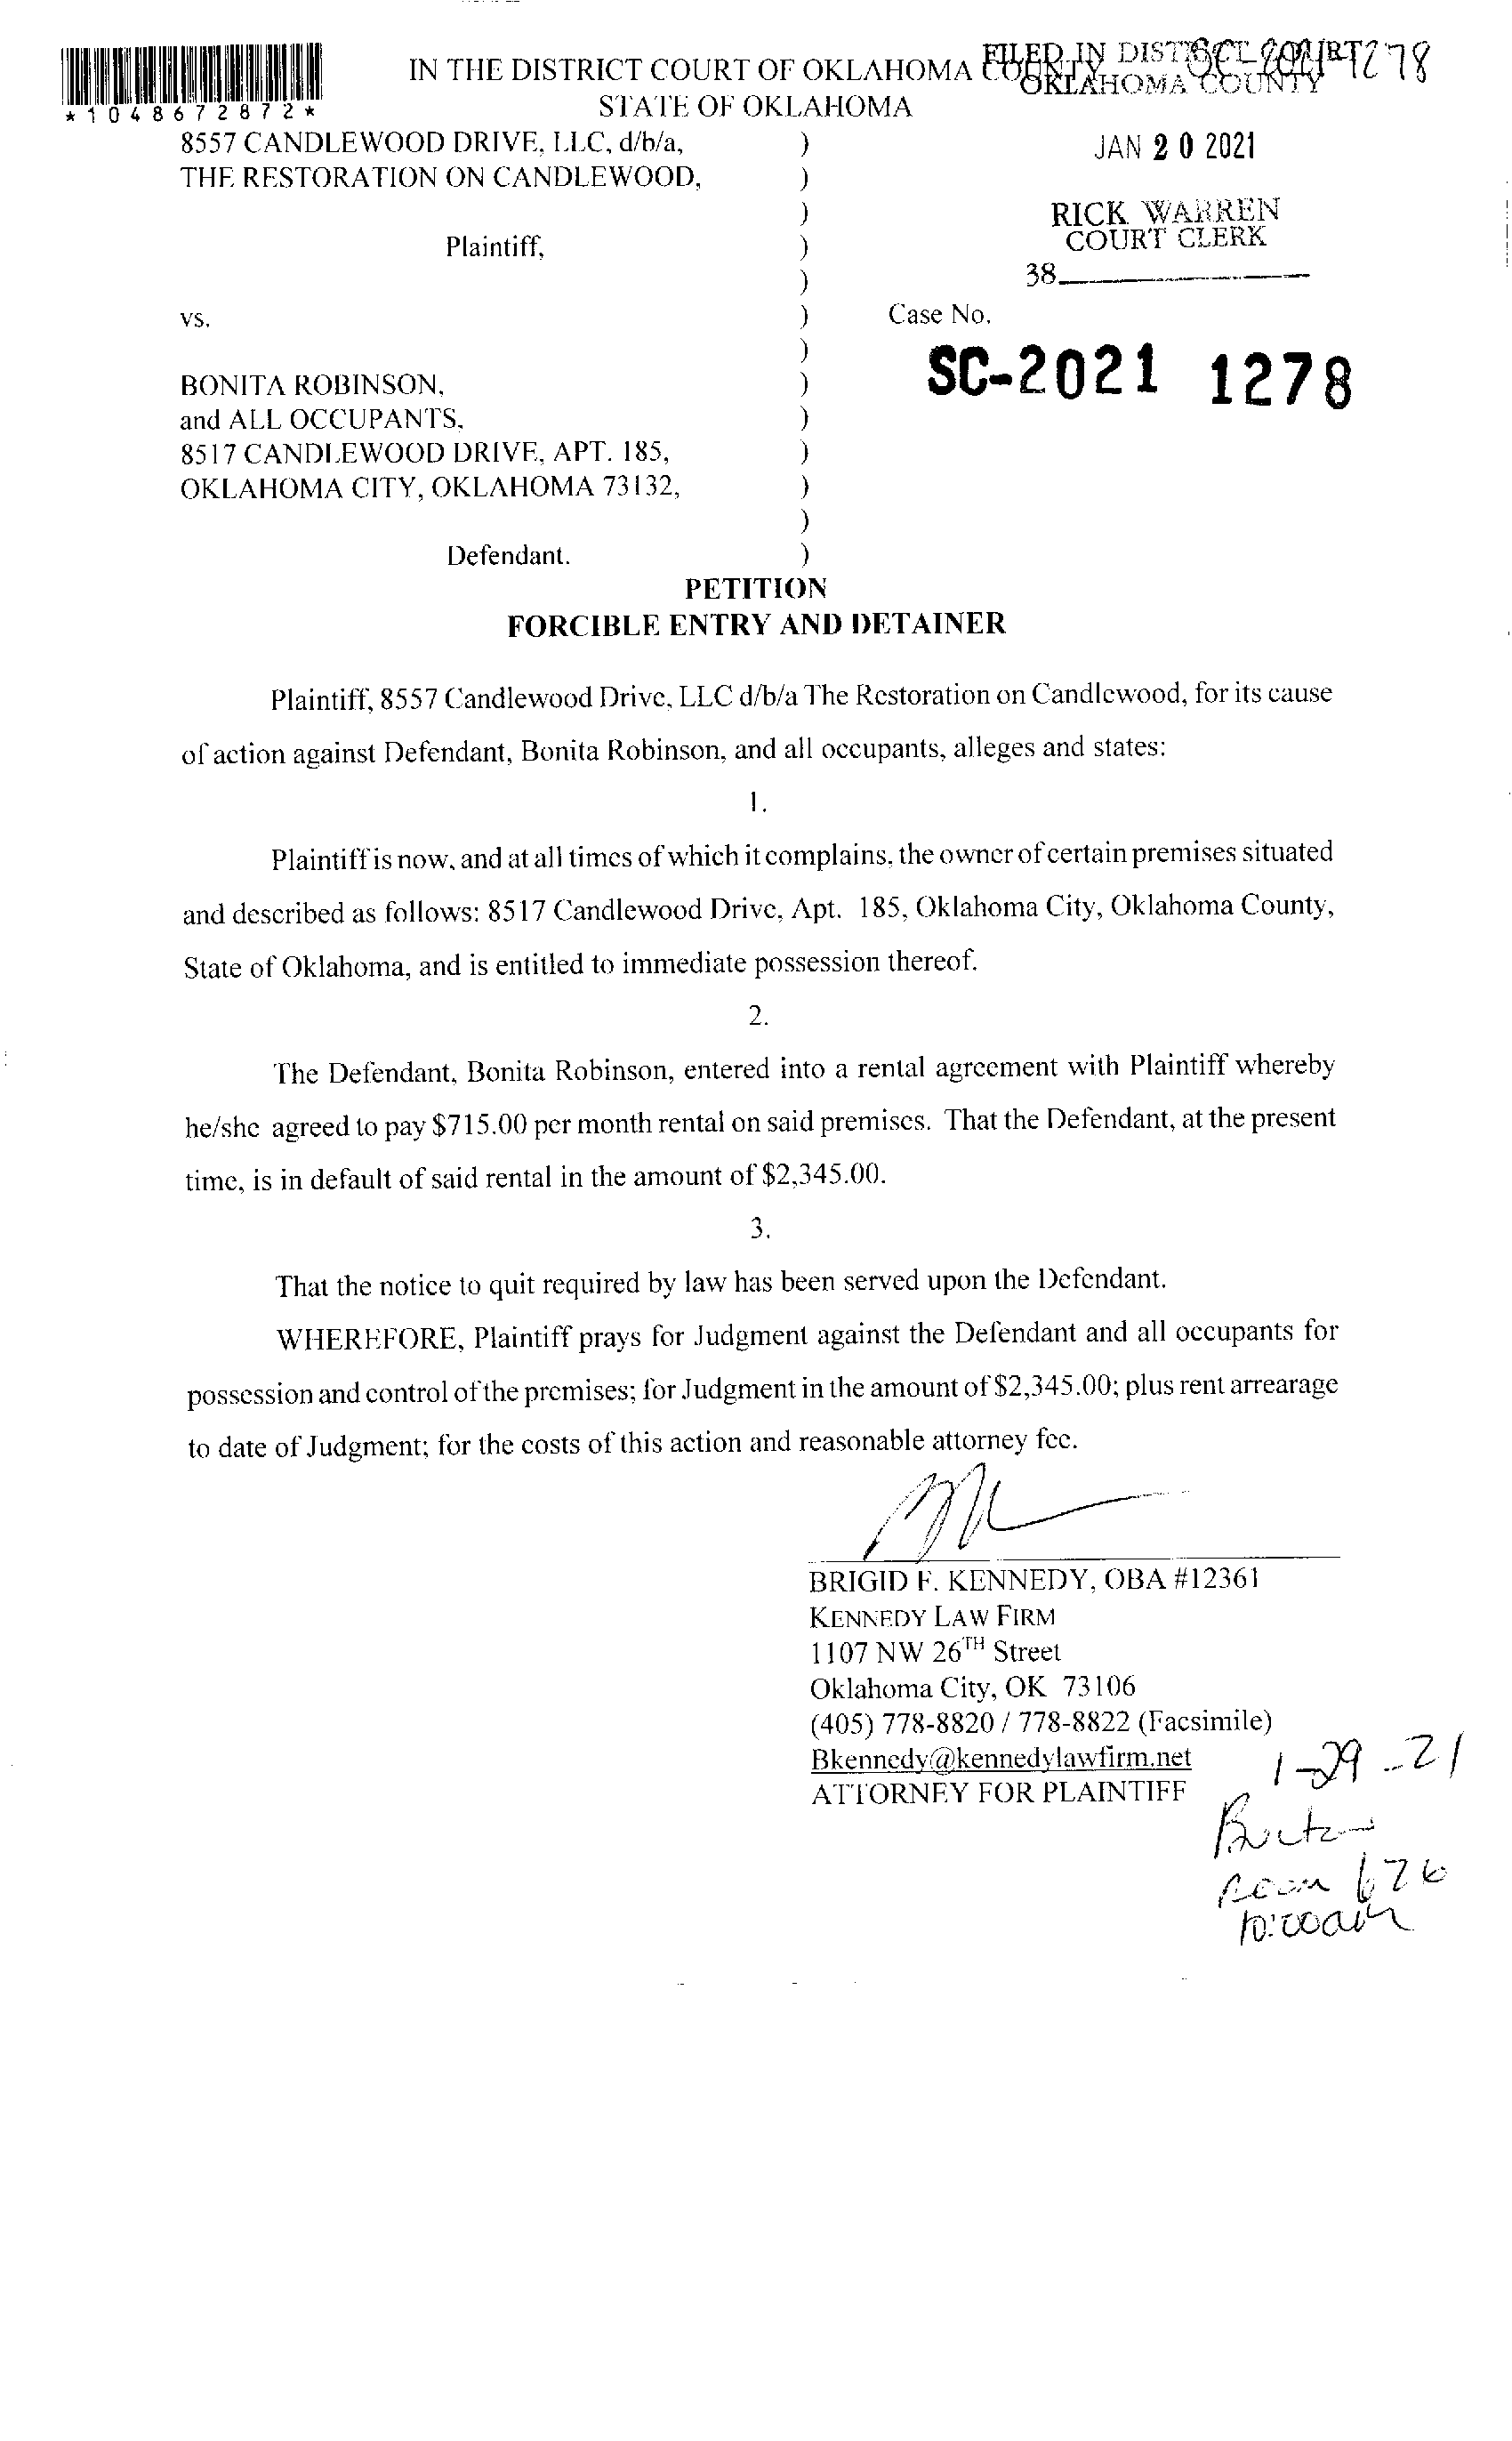 IN THE DISTRICT COURT OF OKLAHOMA COUNTY
STATE OF OKLAHOMA
FILED IN DISTRICT COURT
OKLAHOMA COUNTY
1278
*1048672872*
JAN 20 2021
RICK WARREN
COURT CLERK
38
8557 CANDLEWOOD DRIVE, LLC, d/b/a, )
THE RESTORATION ON CANDLEWOOD, )
)
Plaintiff, )
)
vs. ) Case No.
)
SC-2021 1278
BONITA ROBINSON, )
and ALL OCCUPANTS, )
8517 CANDLEWOOD DRIVE, APT. 185, )
OKLAHOMA CITY, OKLAHOMA 73132, )
)
Defendant. )
PETITION
FORCIBLE ENTRY AND DETAINER
Plaintiff, 8557 Candlewood Drive, LLC d/b/a The Restoration on Candlewood, for its cause
of action against Defendant, Bonita Robinson, and all occupants, alleges and states:
1.
Plaintiff is now, and at all times of which it complains, the owner of certain premises situated
and described as follows: 8517 Candlewood Drive, Apt. 185, Oklahoma City, Oklahoma County,
State of Oklahoma, and is entitled to immediate possession thereof.
2.
The Defendant, Bonita Robinson, entered into a rental agreement with Plaintiff whereby
he/she agreed to pay $715.00 per month rental on said premises. That the Defendant, at the present
time, is in default of said rental in the amount of $2,345.00.
3.
That the notice to quit required by law has been served upon the Defendant.
WHEREFORE, Plaintiff prays for Judgment against the Defendant and all occupants for
possession and control of the premises; for Judgment in the amount of $2,345.00; plus rent arrearage
to date of Judgment; for the costs of this action and reasonable attorney fee.
BRIGID F. KENNEDY, OBA #12361
KENNEDY LAW FIRM
1107 NW 26TH Street
Oklahoma City, OK 73106
(405) 778-8820 / 778-8822 (Facsimile)
Bkennedy@kennedylawfirm.net
ATTORNEY FOR PLAINTIFF
1-29-21
Room 626
10:00am